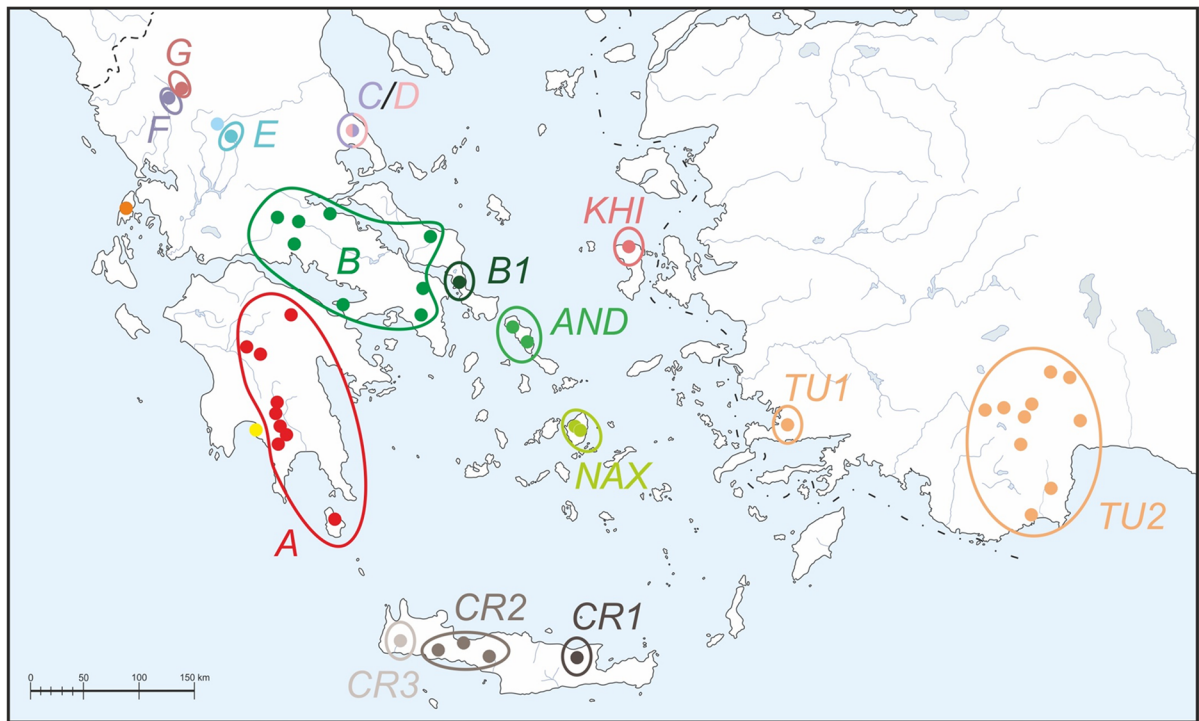 G
C/D
F
E
KHI
B
B1
AND
TU1
NAX
TU2
A
CR2
CR1
CR3
0 50 100 150 km